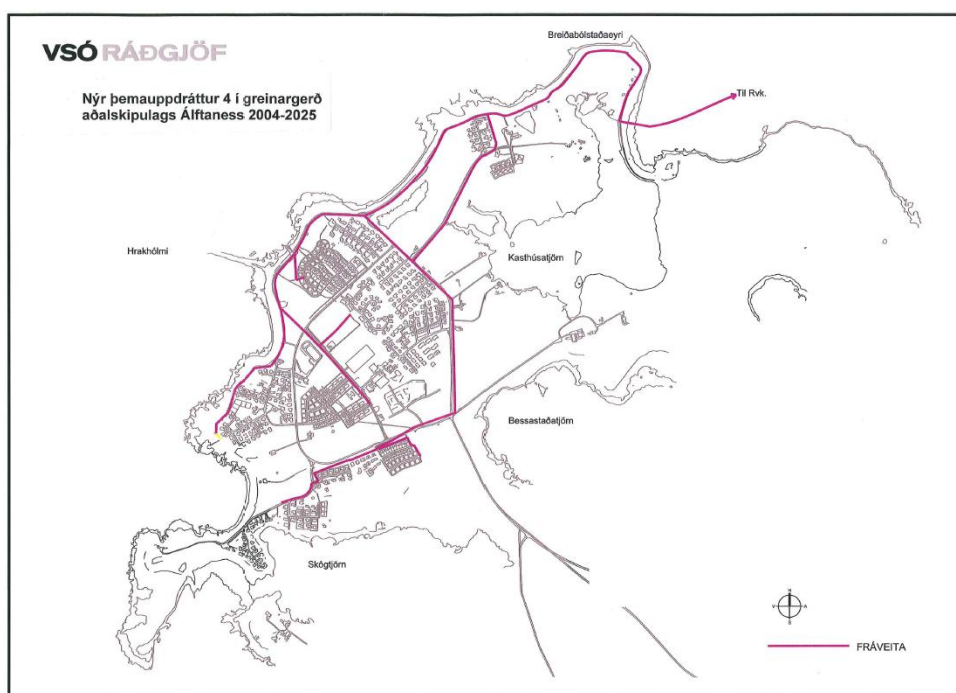 VSÓ RÁÐGJÖF
Nýr þemauppdráttur 4 í greinargerð
aðalskipulags Álftaness 2004-2025
Breiðabólstaðaeyri
Til Rvk.
Hrakhólmi
Kasthúsatjörn
Bessastaðatjörn
Skógtjörn
N
V
A
S
FRÁVEITA